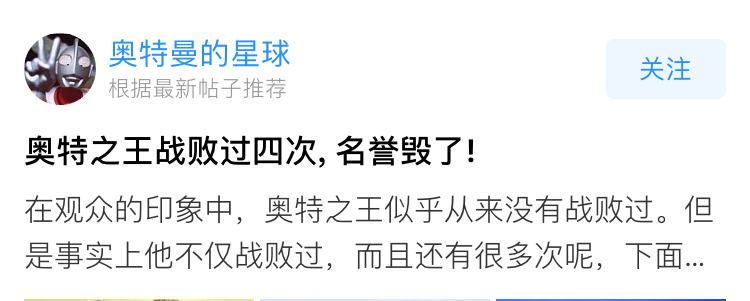 奥特曼的星球
根据最新帖子推荐
关注
奥特之王战败过四次, 名誉毁了!
在观众的印象中，奥特之王似乎从来没有战败过。但
是事实上他不仅战败过，而且还有很多次呢，下面...